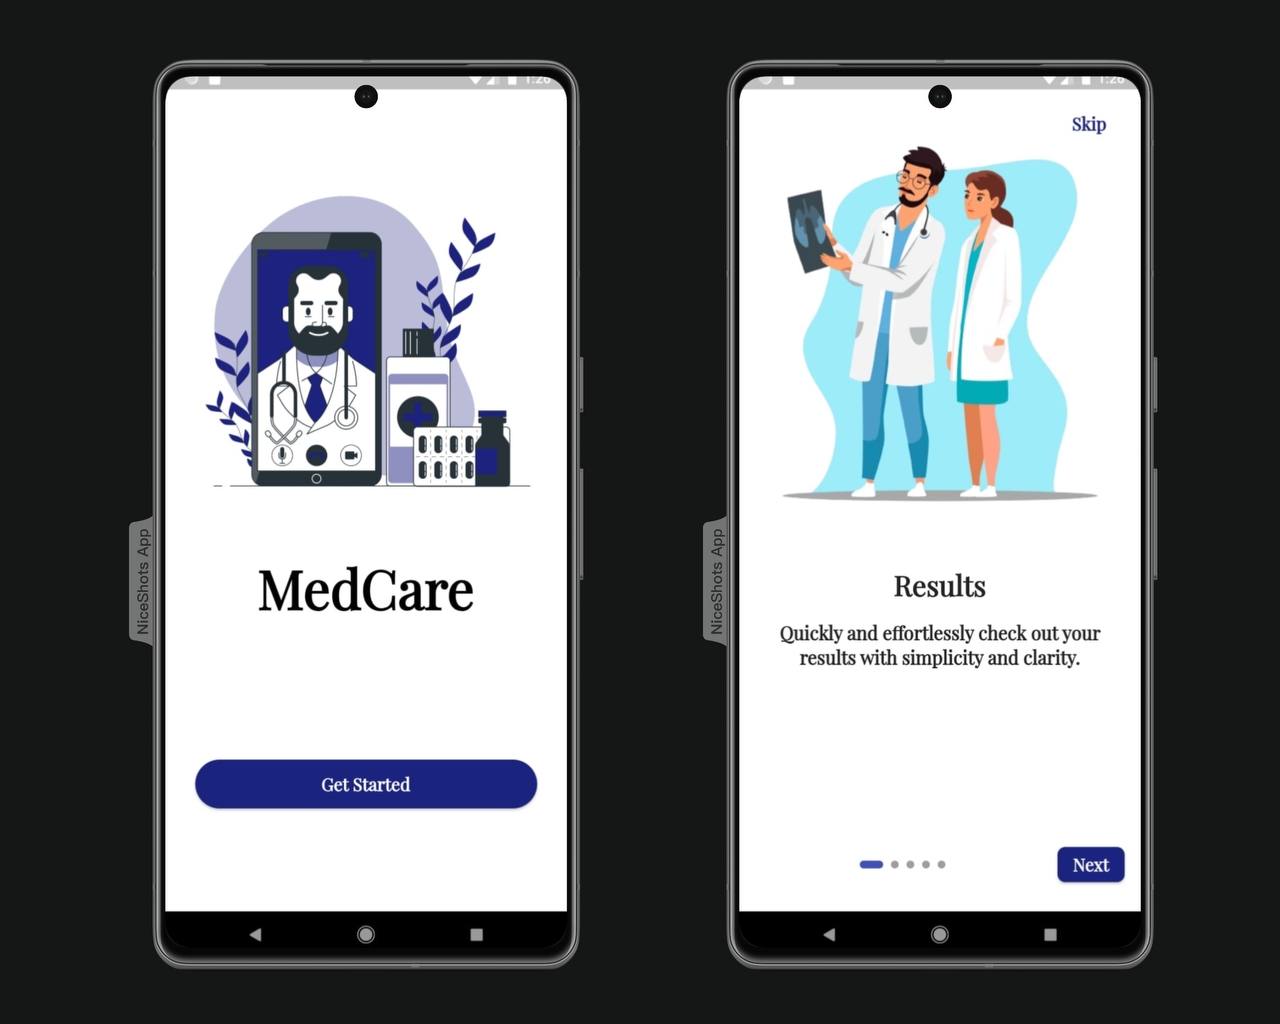 NiceShots App
MedCare
Get Started
NiceShots App
Skip
Results
Quickly and effortlessly check out your
results with simplicity and clarity.
Next